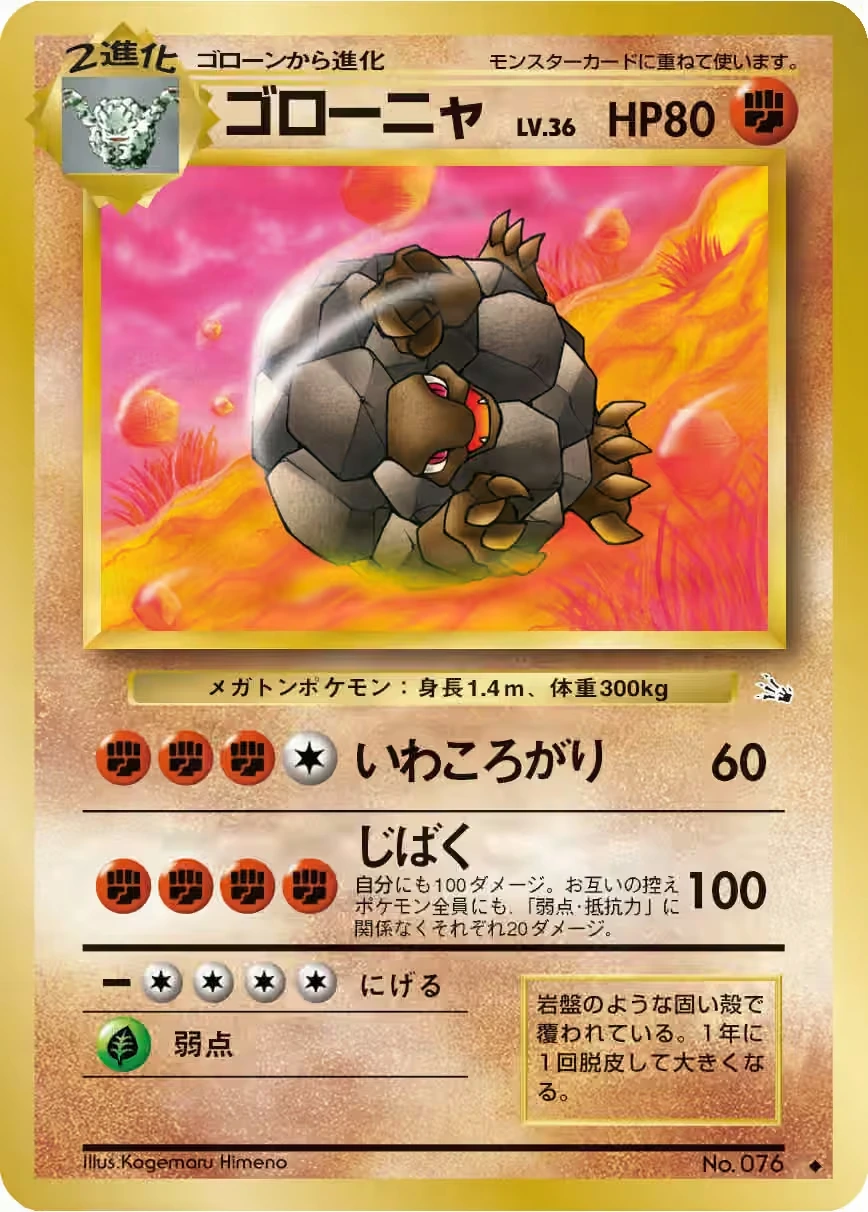 2進化
ゴローンから進化
モンスターカードに重ねて使います。
ゴローニャ LV.36 HP80
メガトンポケモン：身長1.4m、体重300kg
いわころがり 60
じばく
自分にも100ダメージ。お互いの控え
ポケモン全員にも、「弱点・抵抗力」に
関係なくそれぞれ20ダメージ。
100
ー にげる
弱点
岩盤のような固い殻で
覆われている。1年に
1回脱皮して大きくな
る。
Illus.Kagemaru Himeno
No.076